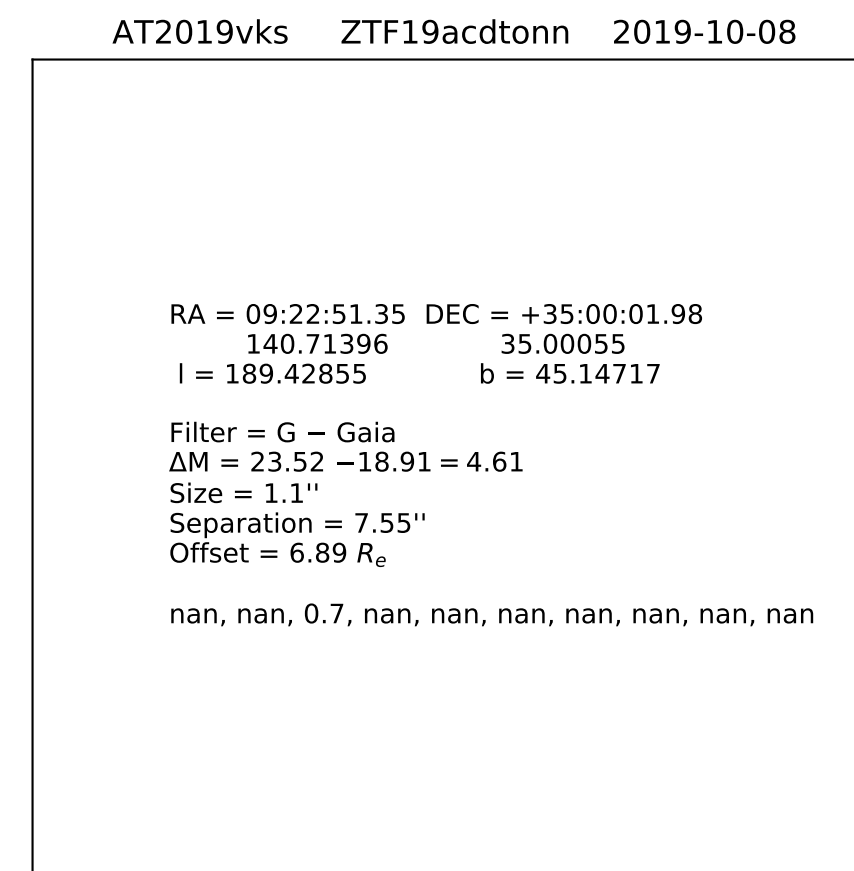 AT2019vks ZTF19acdtonn 2019-10-08
RA = 09:22:51.35 DEC = +35:00:01.98
140.71396 35.00055
l = 189.42855 b = 45.14717
Filter = G − Gaia
ΔM = 23.52 −18.91 = 4.61
Size = 1.1''
Separation = 7.55''
Offset = 6.89 Rₑ
nan, nan, 0.7, nan, nan, nan, nan, nan, nan, nan